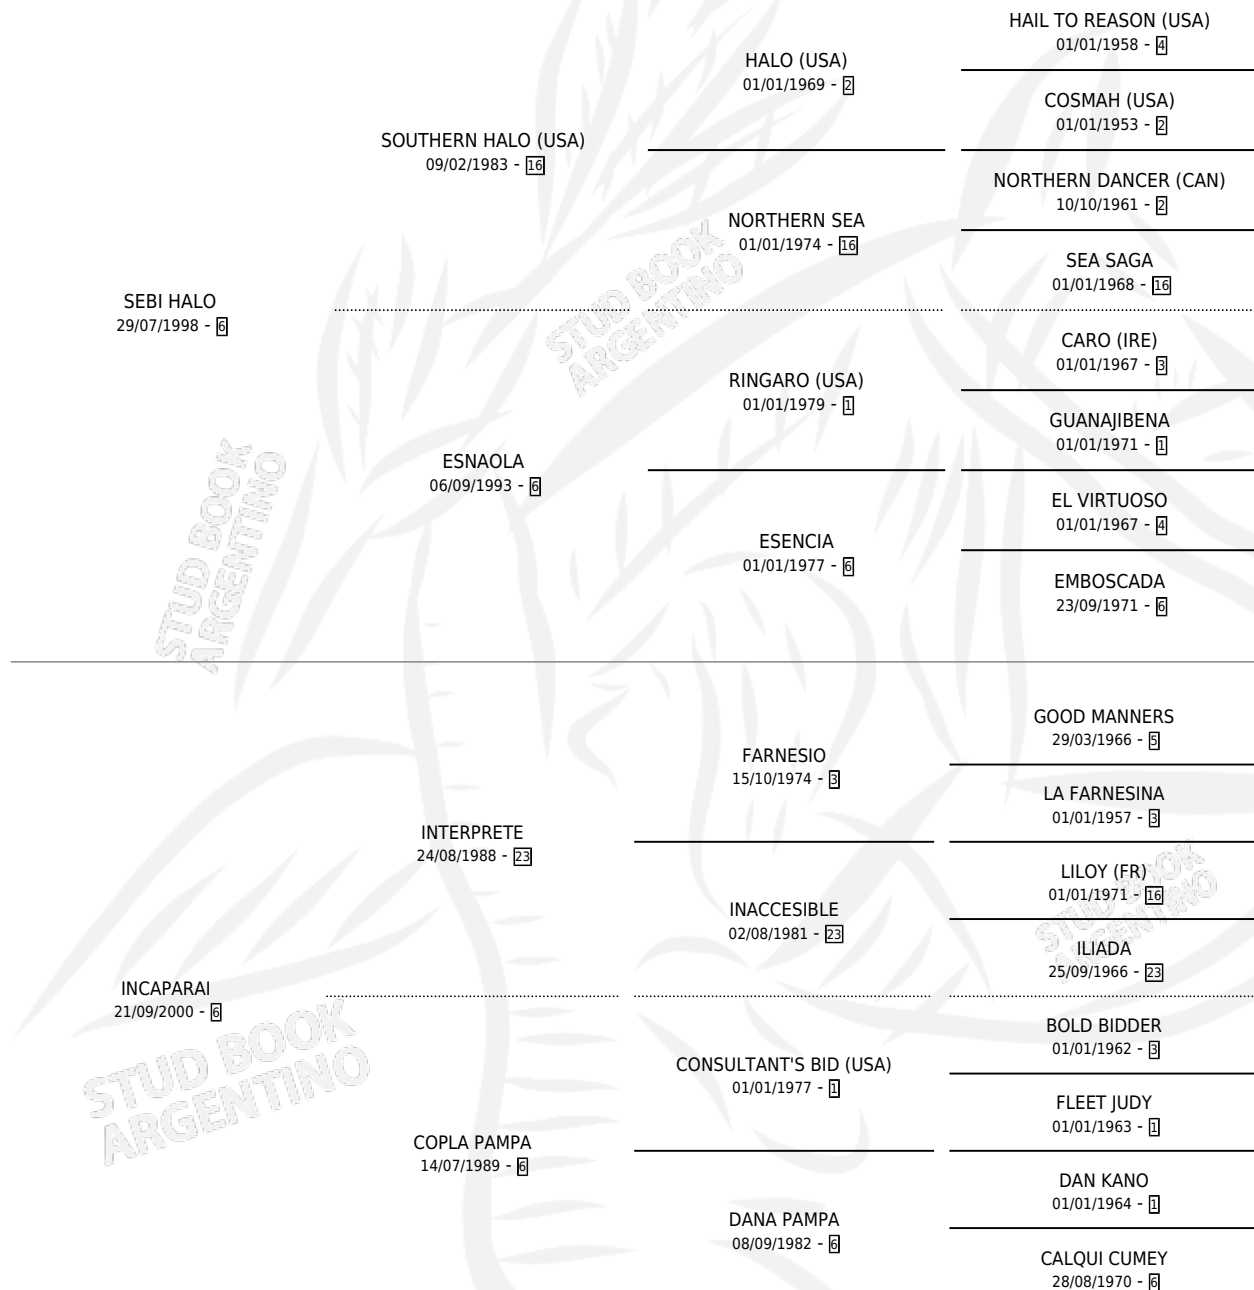 HAIL TO REASON (USA)
01/01/1958 - 4
HALO (USA)
01/01/1969 - 2
COSMAH (USA)
01/01/1953 - 2
SOUTHERN HALO (USA)
09/02/1983 - 16
NORTHERN DANCER (CAN)
10/10/1961 - 2
NORTHERN SEA
01/01/1974 - 16
SEA SAGA
01/01/1968 - 16
SEBI HALO
29/07/1998 - 6
CARO (IRE)
01/01/1967 - 3
RINGARO (USA)
01/01/1979 - 1
GUANAJIBENA
01/01/1971 - 1
ESNAOLA
06/09/1993 - 6
EL VIRTUOSO
01/01/1967 - 4
ESENCIA
01/01/1977 - 6
EMBOSCADA
23/09/1971 - 6
STUD BOOK
ARGENTINO
STUD BOOK
ARGENTINO
GOOD MANNERS
29/03/1966 - 5
FARNESIO
15/10/1974 - 3
LA FARNESINA
01/01/1957 - 3
INTERPRETE
24/08/1988 - 23
LILOY (FR)
01/01/1971 - 16
INACCESIBLE
02/08/1981 - 23
ILIADA
25/09/1966 - 23
STUD BOOK
ARGENTINO
INCAPARAI
21/09/2000 - 6
BOLD BIDDER
01/01/1962 - 3
CONSULTANT'S BID (USA)
01/01/1977 - 1
FLEET JUDY
01/01/1963 - 1
STUD BOOK
ARGENTINO
COPLA PAMPA
14/07/1989 - 6
DAN KANO
01/01/1964 - 1
DANA PAMPA
08/09/1982 - 6
CALQUI CUMEY
28/08/1970 - 6